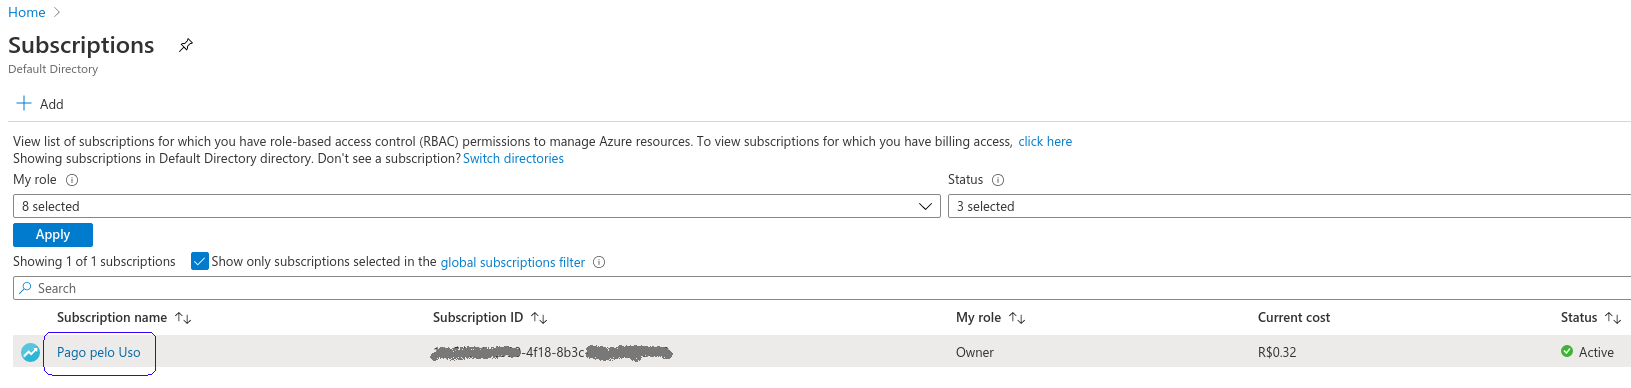 Home
Subscriptions
Default Directory
Add
View list of subscriptions for which you have role-based access control (RBAC) permissions to manage Azure resources. To view subscriptions for which you have billing access, click here
Showing subscriptions in Default Directory directory. Don't see a subscription? Switch directories
My role Status
8 selected 3 selected
Apply
Showing 1 of 1 subscriptions Show only subscriptions selected in the global subscriptions filter
Search
Subscription name Subscription ID My role Current cost Status
Pago pelo Uso -4f18-8b3c- Owner R$0.32 Active